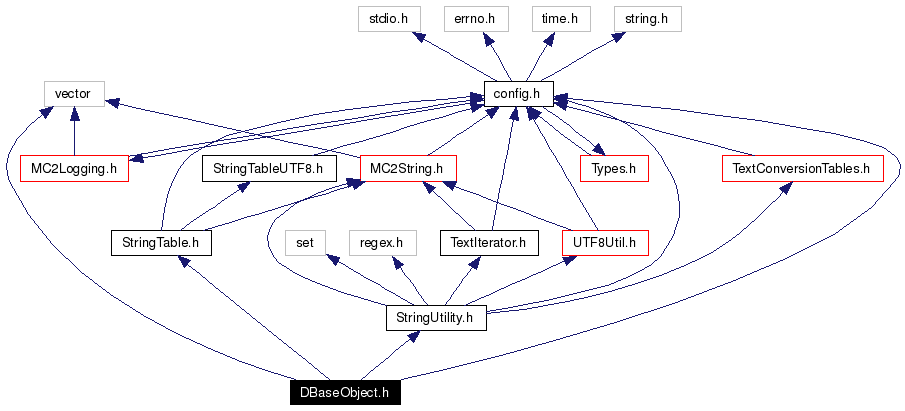 stdio.h
errno.h
time.h
string.h
vector
config.h
MC2Logging.h
StringTableUTF8.h
MC2String.h
Types.h
TextConversionTables.h
StringTable.h
set
regex.h
TextIterator.h
UTF8Util.h
StringUtility.h
DBaseObject.h